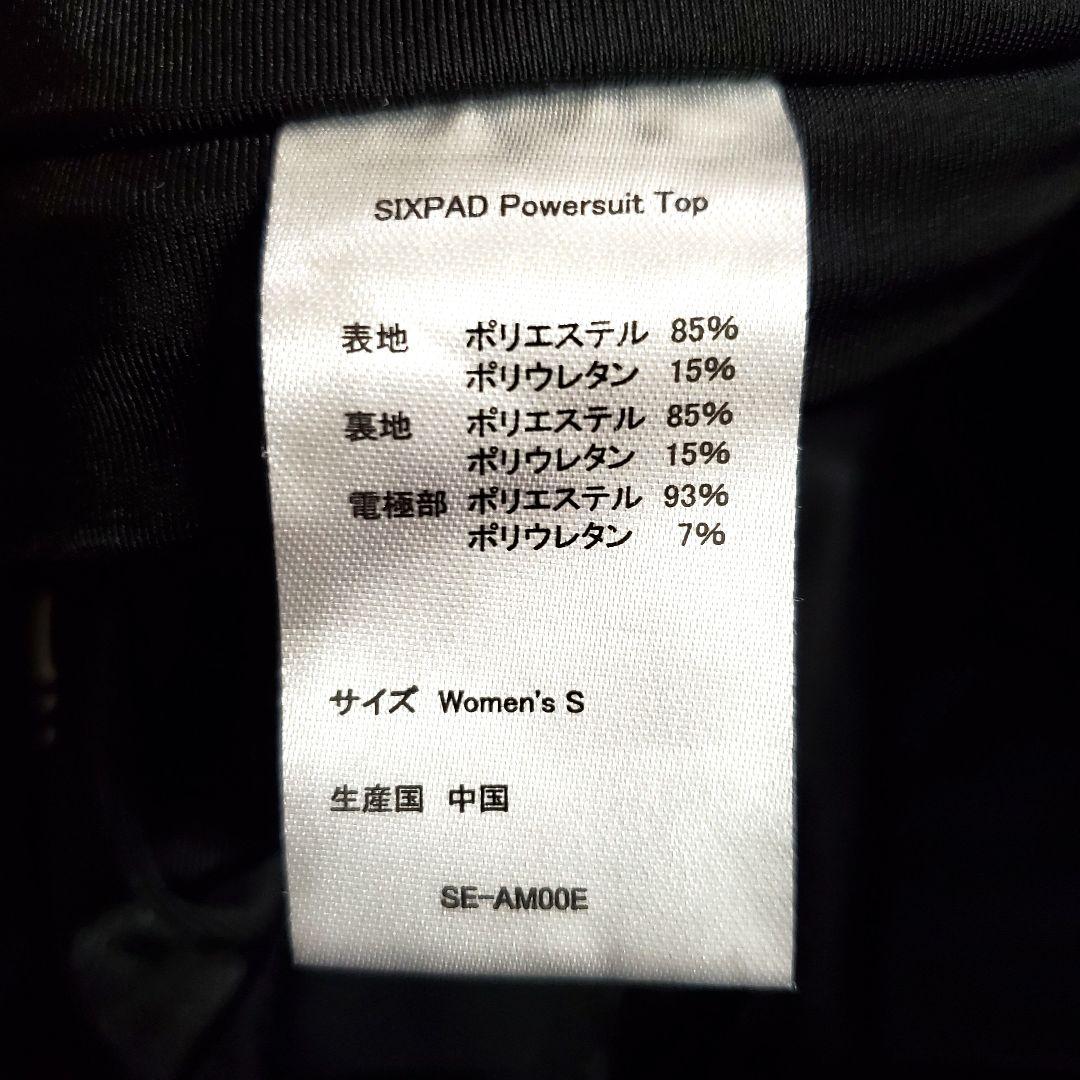 SIXPAD Powersuit Top
表地 ポリエステル 85%
ポリウレタン 15%
裏地 ポリエステル 85%
ポリウレタン 15%
電極部 ポリエステル 93%
ポリウレタン 7%
サイズ Women's S
生産国 中国
SE-AM00E